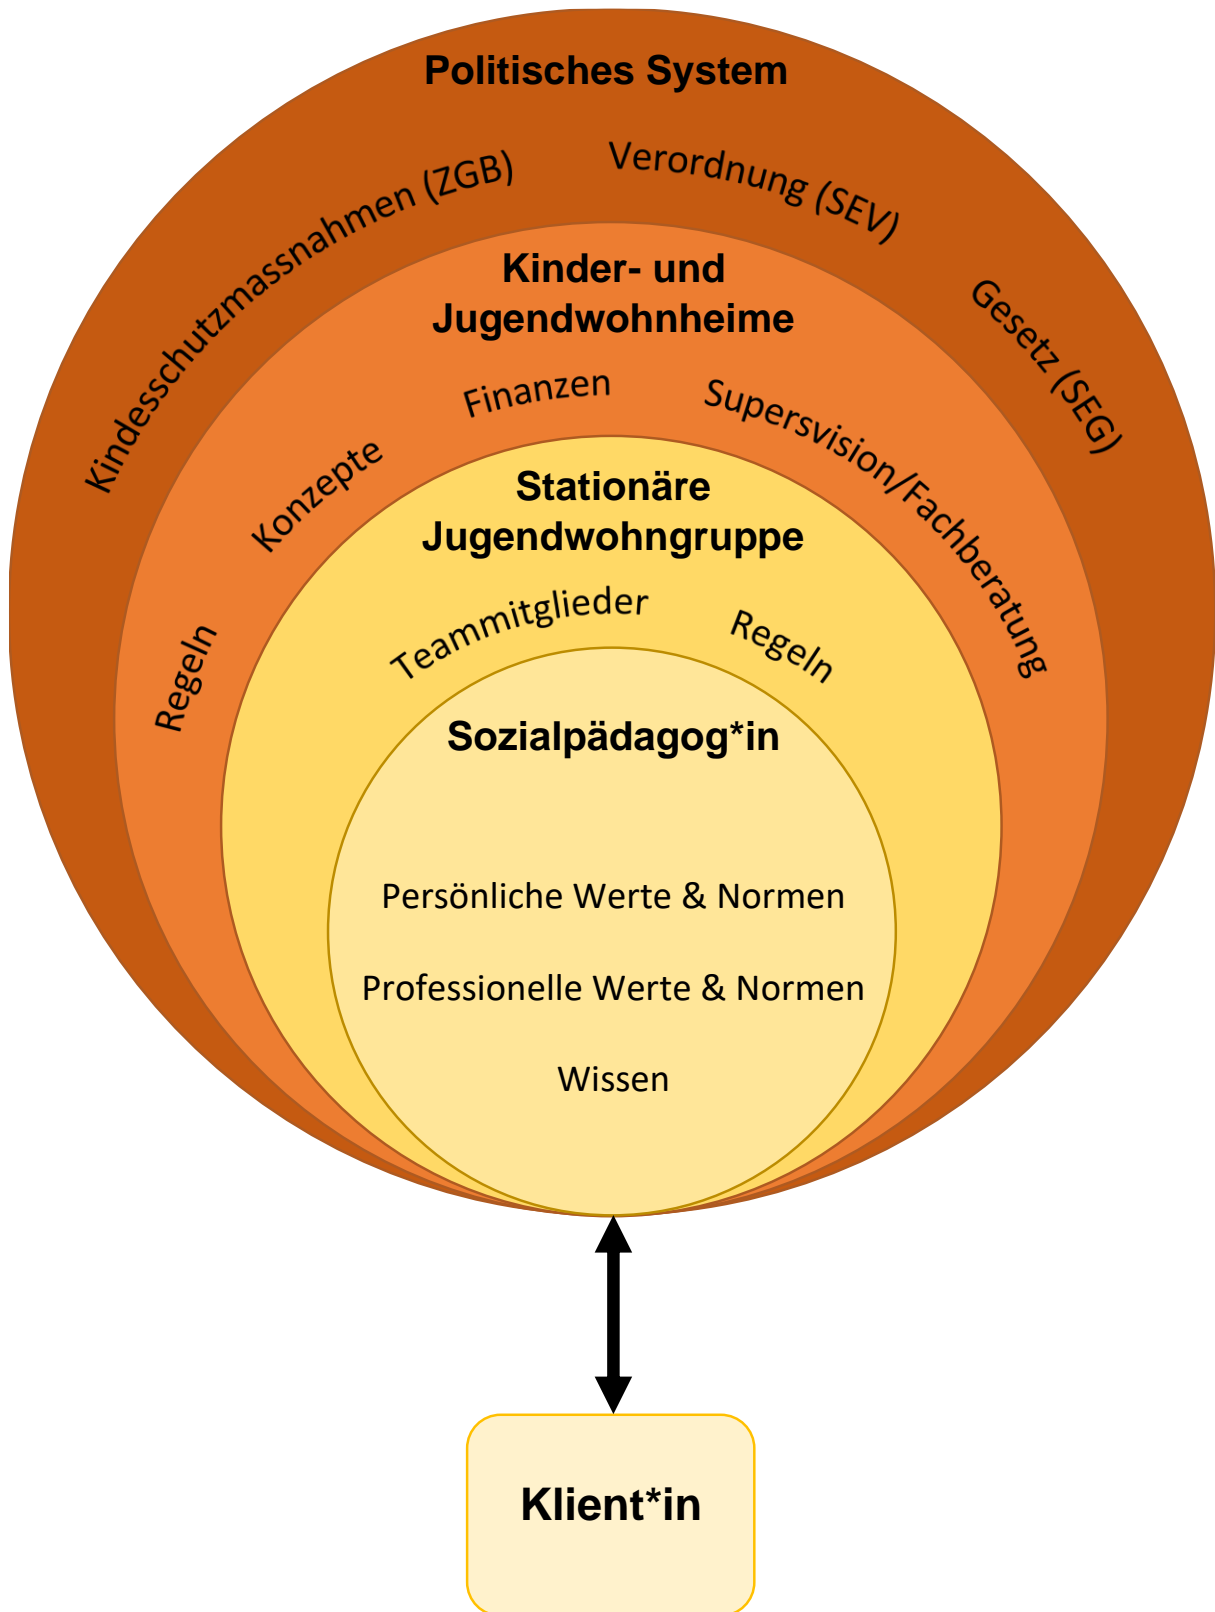 Politisches System
Kindesschutzmassnahmen (ZGB)
Verordnung (SEV)
Gesetz (SEG)
Kinder- und
Jugendwohnheime
Regeln
Konzepte
Finanzen
Supersvision/Fachberatung
Stationäre
Jugendwohngruppe
Teammitglieder
Regeln
Sozialpädagog*in
Persönliche Werte & Normen
Professionelle Werte & Normen
Wissen
Klient*in